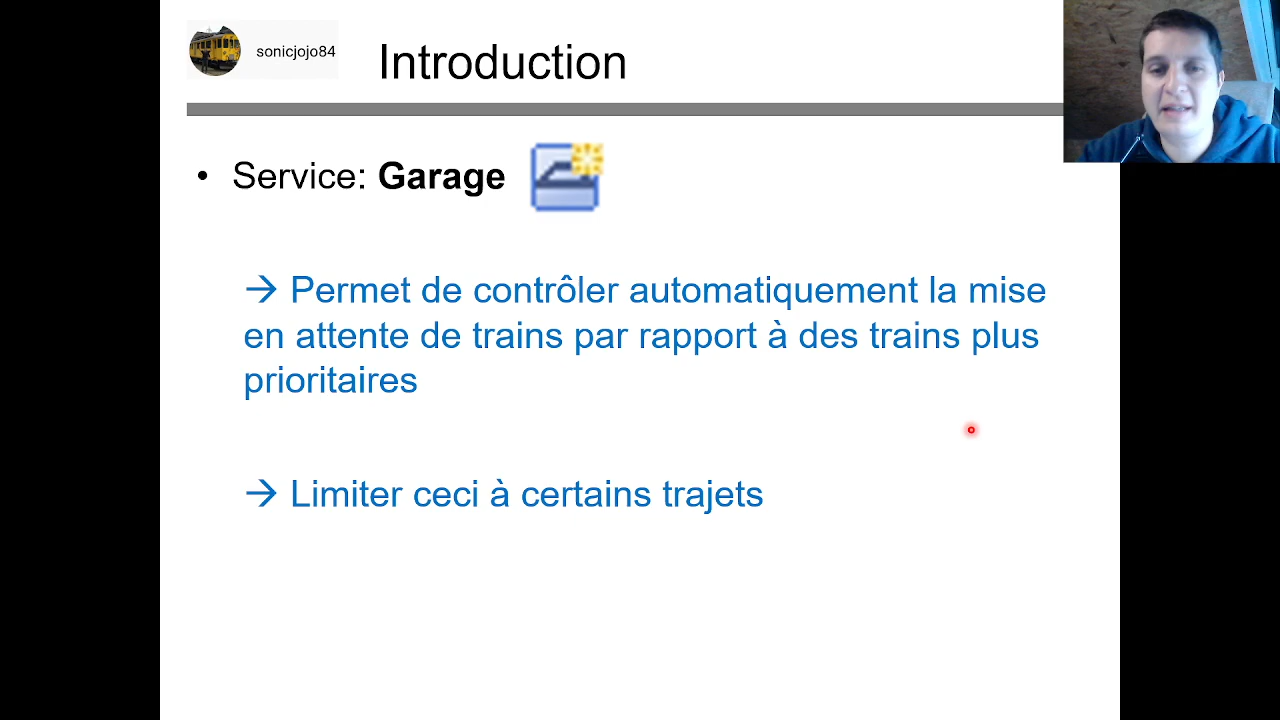 sonicjojo84
Introduction
• Service: Garage
→ Permet de contrôler automatiquement la mise
en attente de trains par rapport à des trains plus
prioritaires
→ Limiter ceci à certains trajets